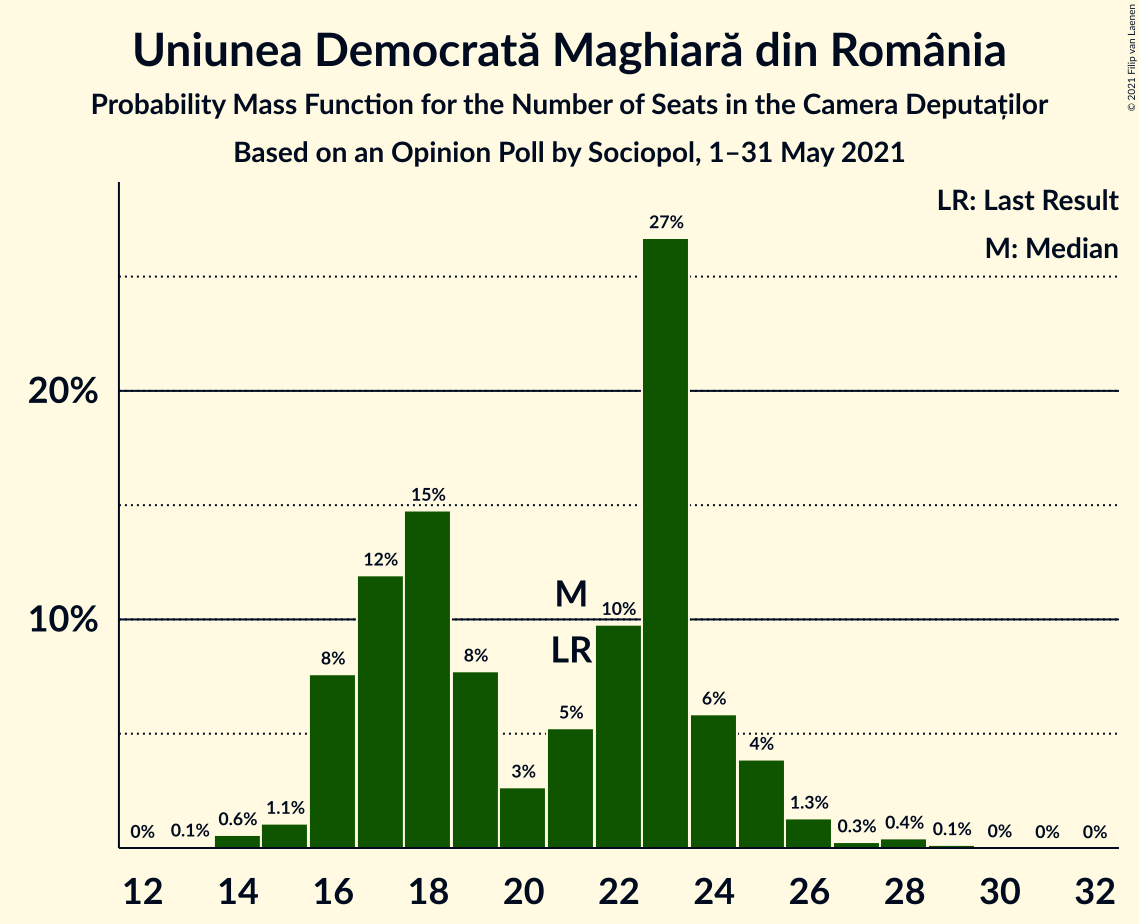 Uniunea Democrată Maghiară din România
Probability Mass Function for the Number of Seats in the Camera Deputaților
Based on an Opinion Poll by Sociopol, 1–31 May 2021
© 2021 Filip van Laenen
LR: Last Result
M: Median
20%
10%
0%
0.1%
0.6%
1.1%
8%
12%
15%
8%
3%
5%
M
LR
10%
27%
6%
4%
1.3%
0.3%
0.4%
0.1%
0%
0%
0%
12 14 16 18 20 22 24 26 28 30 32